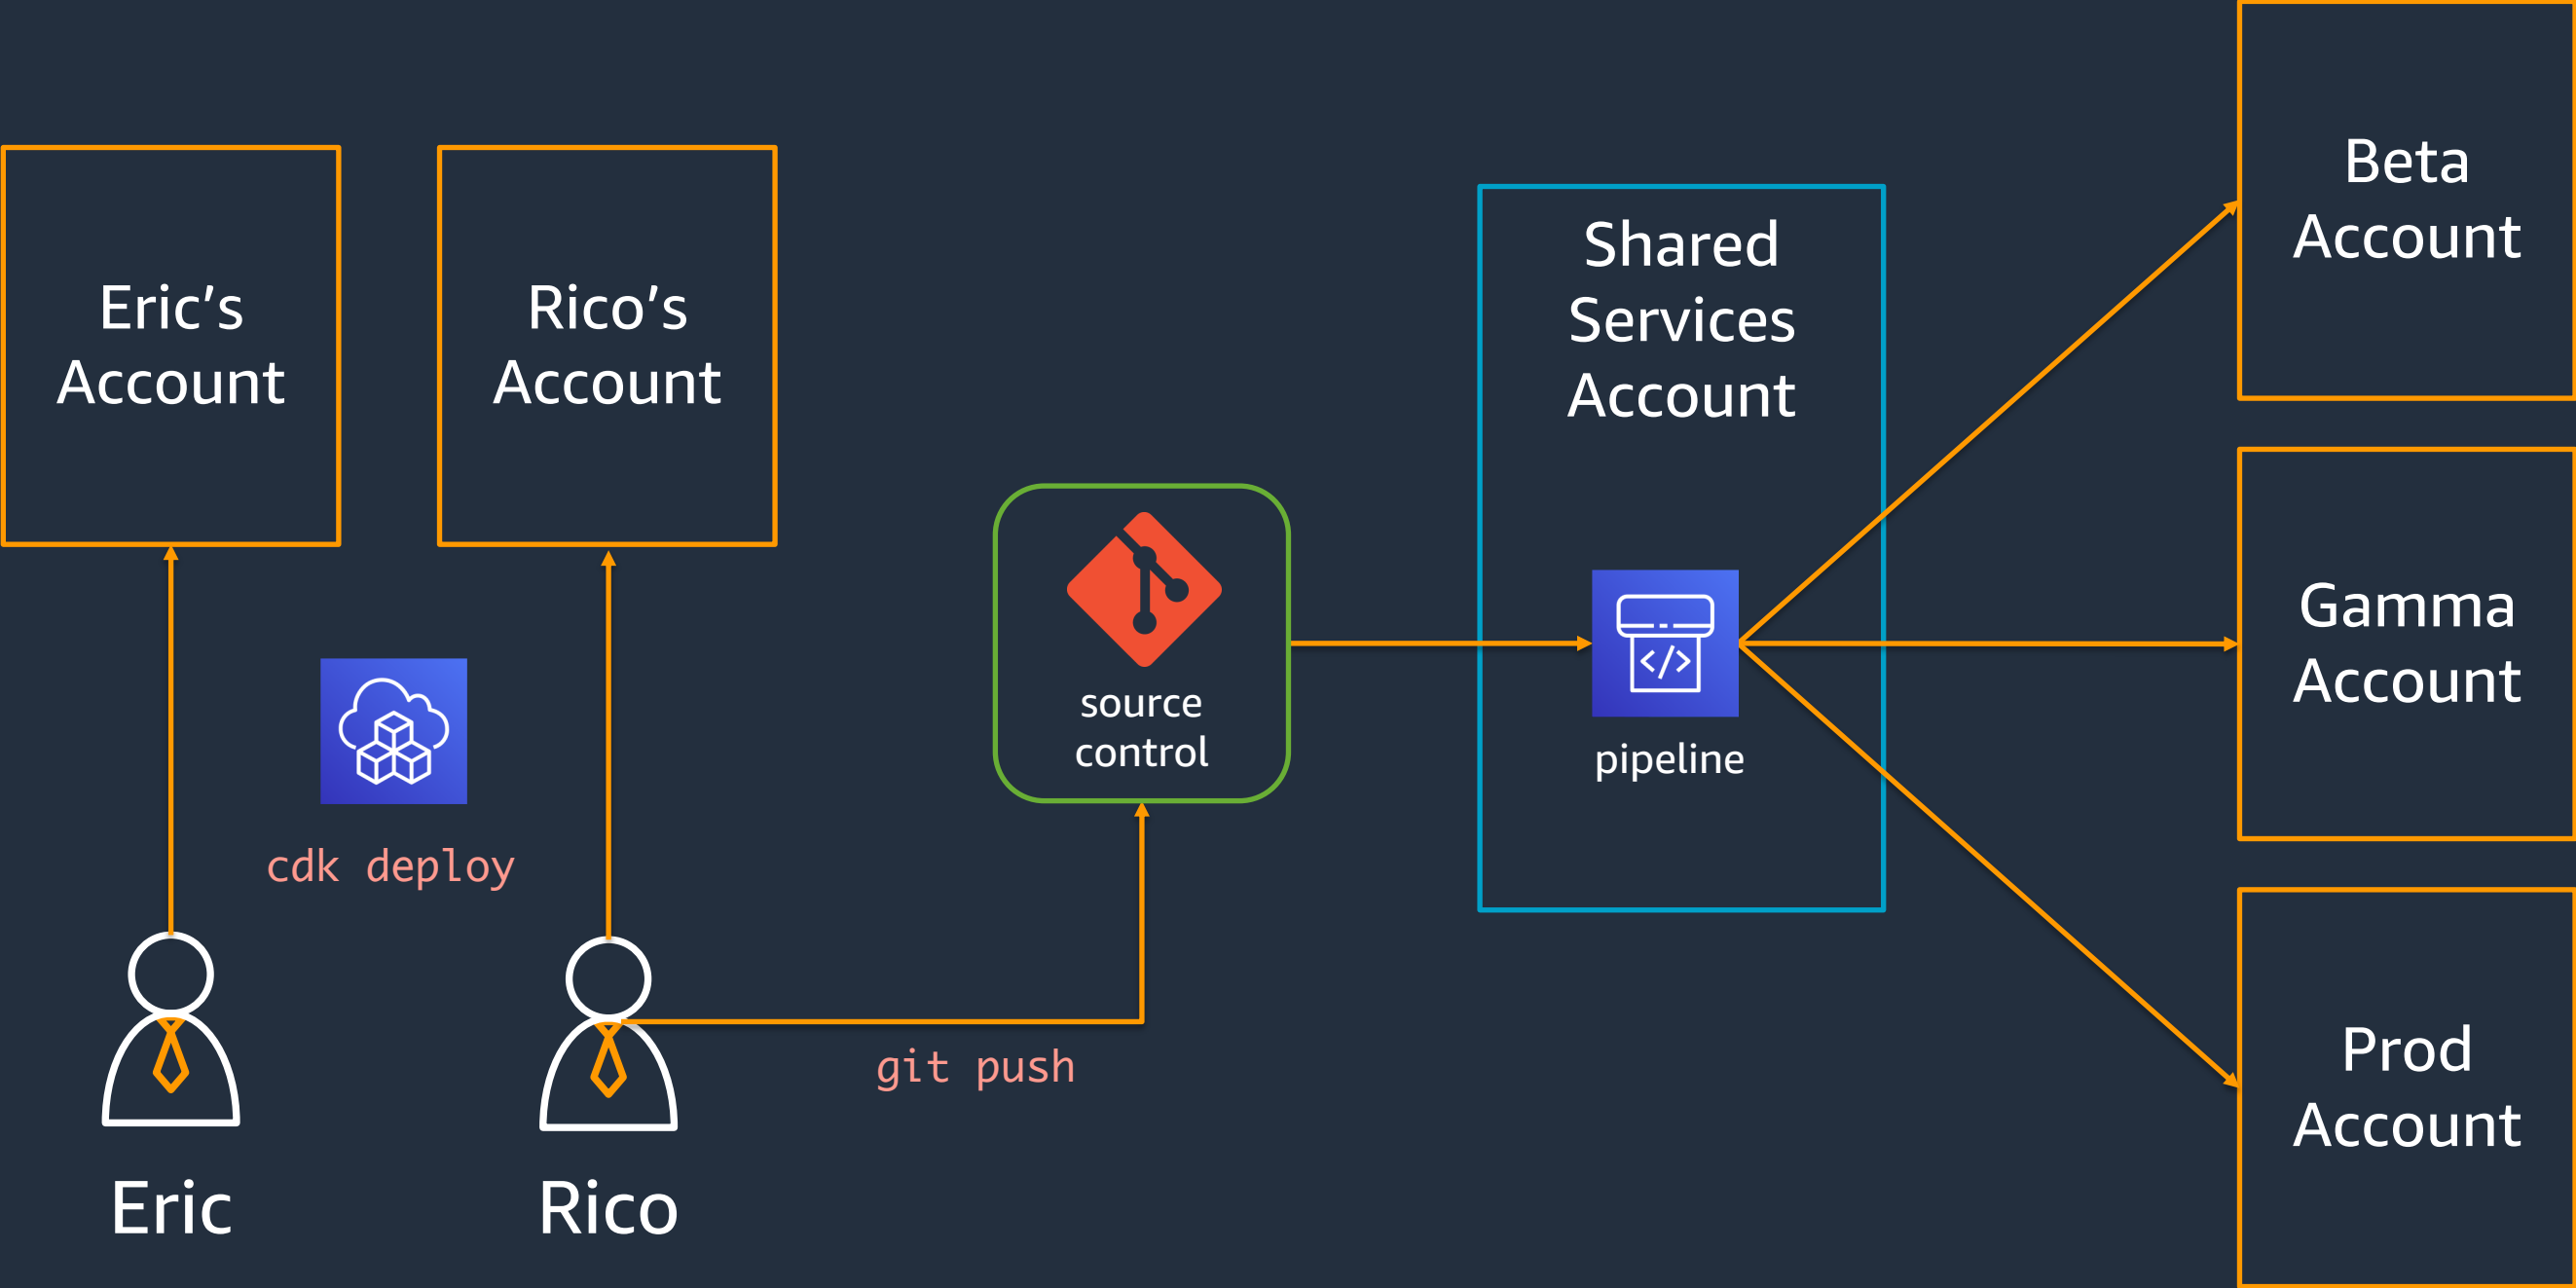 Eric’s
Account
Rico’s
Account
cdk deploy
Eric
Rico
git push
source
control
Shared
Services
Account
</>
pipeline
Beta
Account
Gamma
Account
Prod
Account